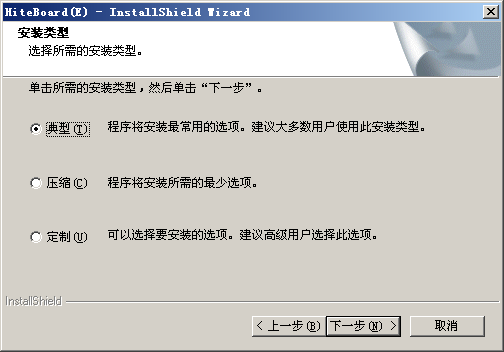 HiteBoard(E) - InstallShield Wizard
安装类型
选择所需的安装类型。
单击所需的安装类型，然后单击“下一步”。
典型(T) 程序将安装最常用的选项。建议大多数用户使用此安装类型。
压缩(C) 程序将安装所需的最少选项。
定制(U) 可以选择要安装的选项。建议高级用户选择此选项。
InstallShield
< 上一步(B) 下一步(N) > 取消